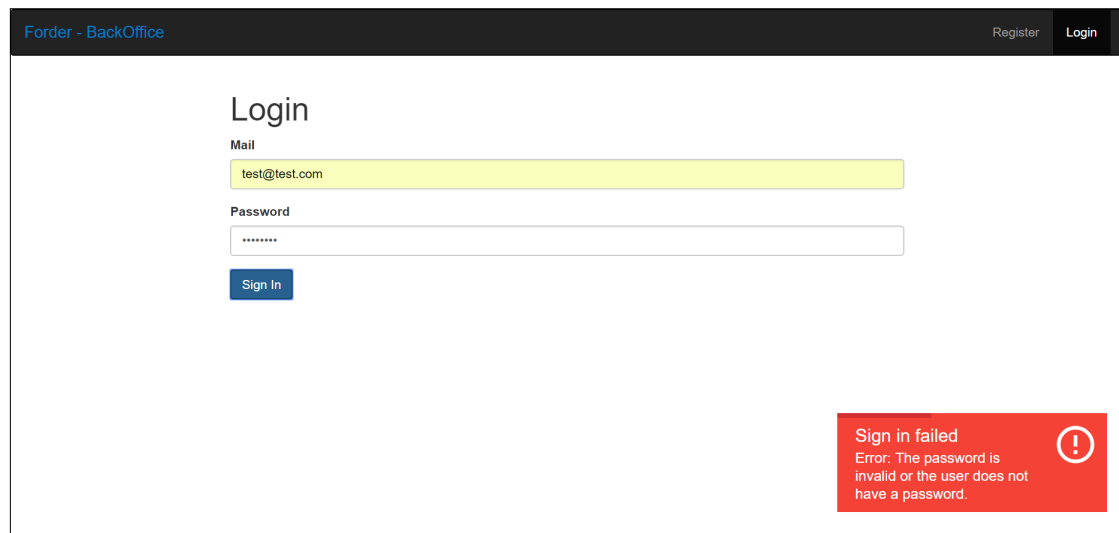 Forder - BackOffice
Register
Login
Login
Mail
test@test.com
Password
••••••••
Sign In
Sign in failed
Error: The password is
invalid or the user does not
have a password.